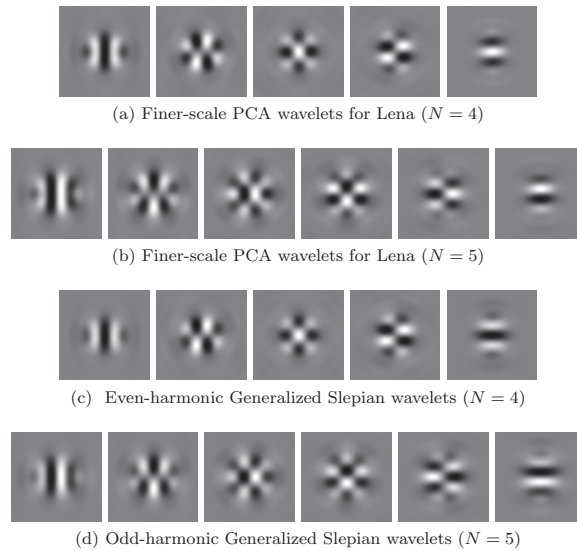 (a) Finer-scale PCA wavelets for Lena (N = 4)
(b) Finer-scale PCA wavelets for Lena (N = 5)
(c) Even-harmonic Generalized Slepian wavelets (N = 4)
(d) Odd-harmonic Generalized Slepian wavelets (N = 5)